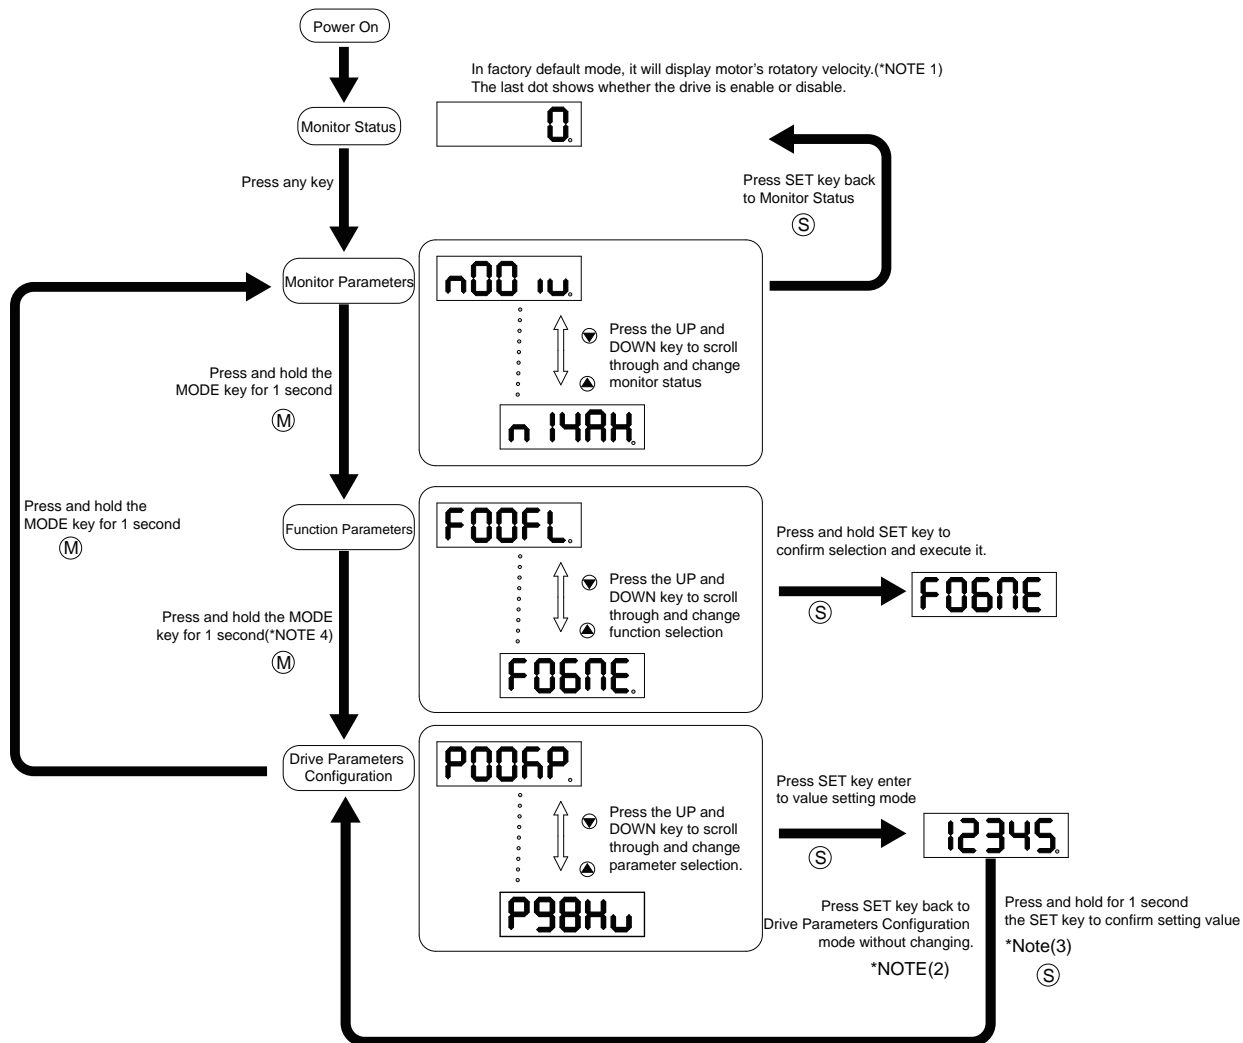 Power On
In factory default mode, it will display motor's rotatory velocity.(*NOTE 1)
The last dot shows whether the drive is enable or disable.
Monitor Status
0.
Press any key
Press SET key back
to Monitor Status
S
Monitor Parameters
n00 iu.
Press the UP and
DOWN key to scroll
through and change
monitor status
n 14AH.
Press and hold the
MODE key for 1 second
M
Press and hold the
MODE key for 1 second
M
Function Parameters
F00FL.
Press the UP and
DOWN key to scroll
through and change
function selection
F06ME.
Press and hold SET key to
confirm selection and execute it.
S
F06ME
Press and hold the MODE
key for 1 second(*NOTE 4)
M
Drive Parameters
Configuration
Press the UP and
DOWN key to scroll
through and change
parameter selection.
P98Hu
Press SET key enter
to value setting mode
S
12345.
Press SET key back to
Drive Parameters Configuration
mode without changing.
*NOTE(2)
Press and hold for 1 second
the SET key to confirm setting value
*Note(3)
S